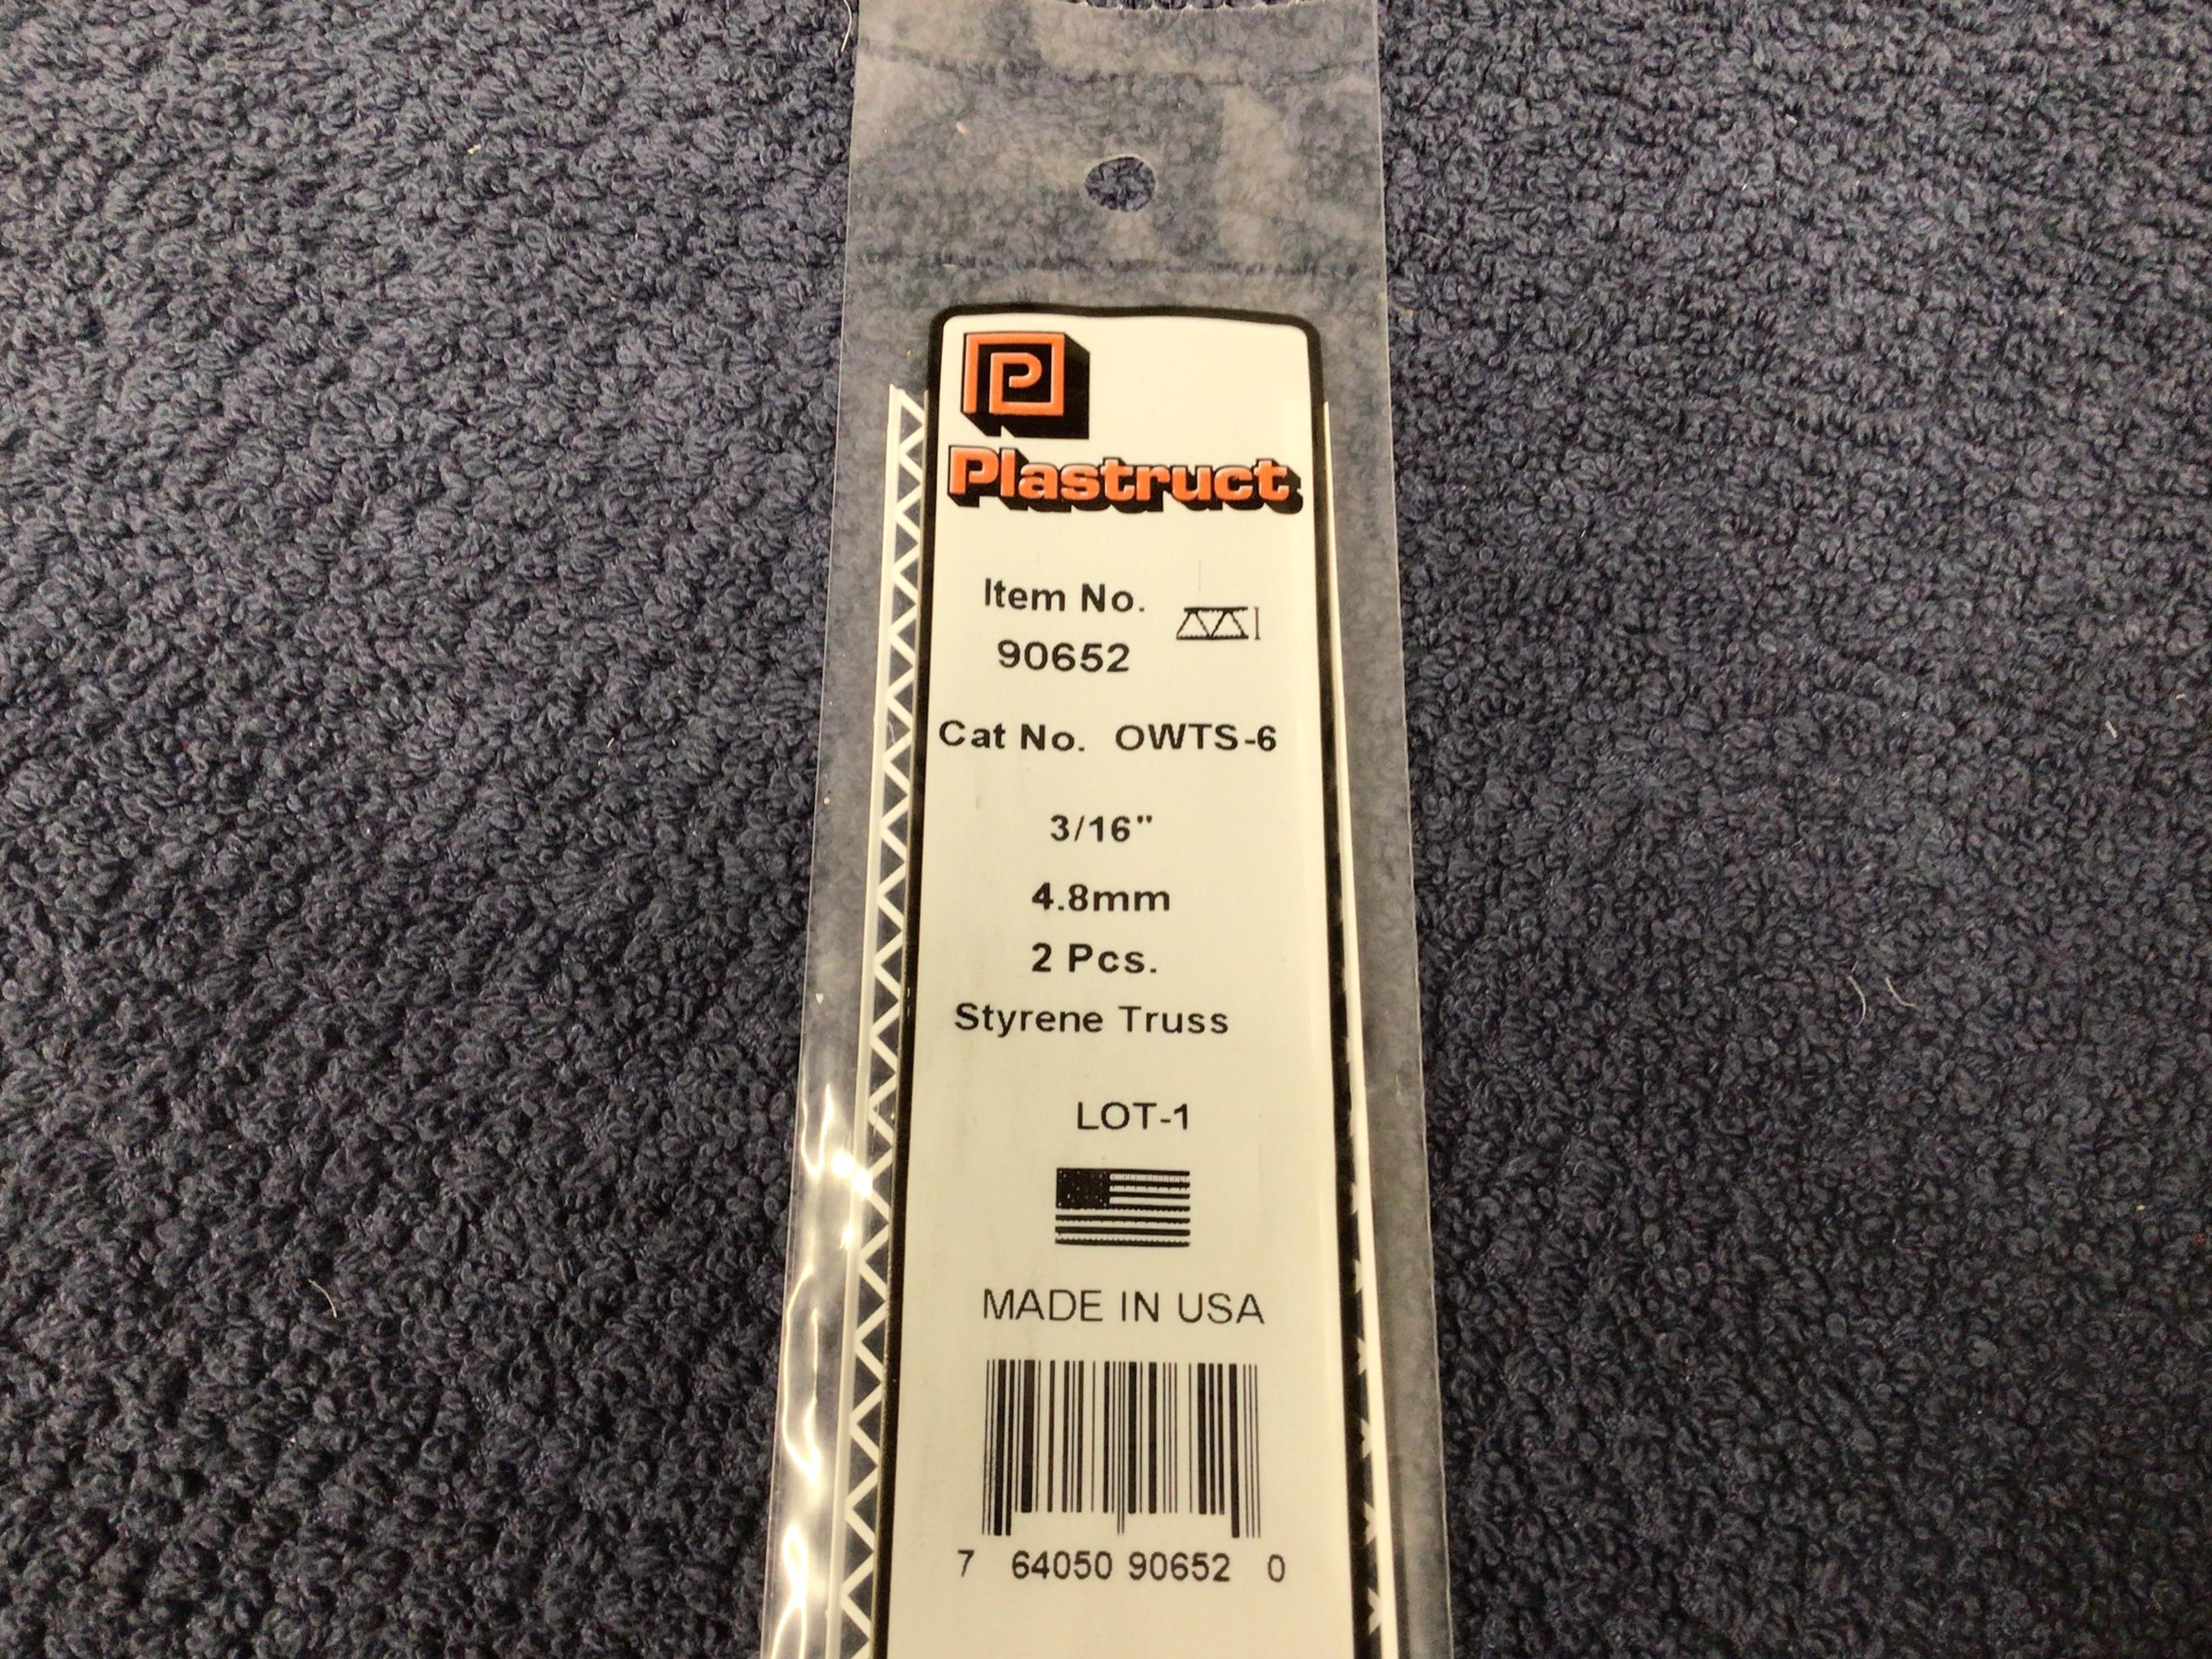 P
Plastruct
Item No.
90652
Cat No. OWTS-6
3/16"
4.8mm
2 Pcs.
Styrene Truss
LOT-1
MADE IN USA
7 64050 90652 0